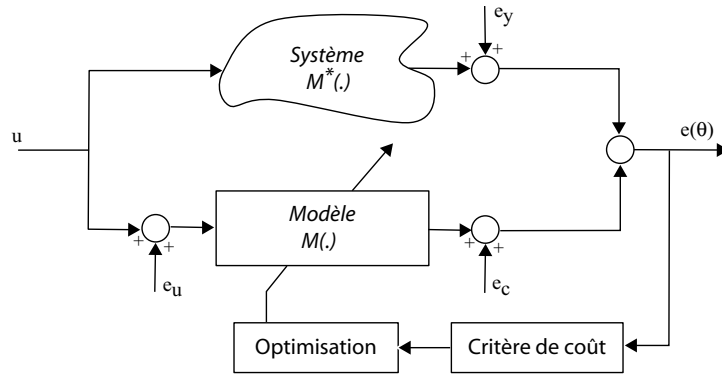 e_y
+
+
Système
M*(.)
u
e(θ)
Modèle
M(.)
+
+
+
+
e_u
e_c
Optimisation
Critère de coût